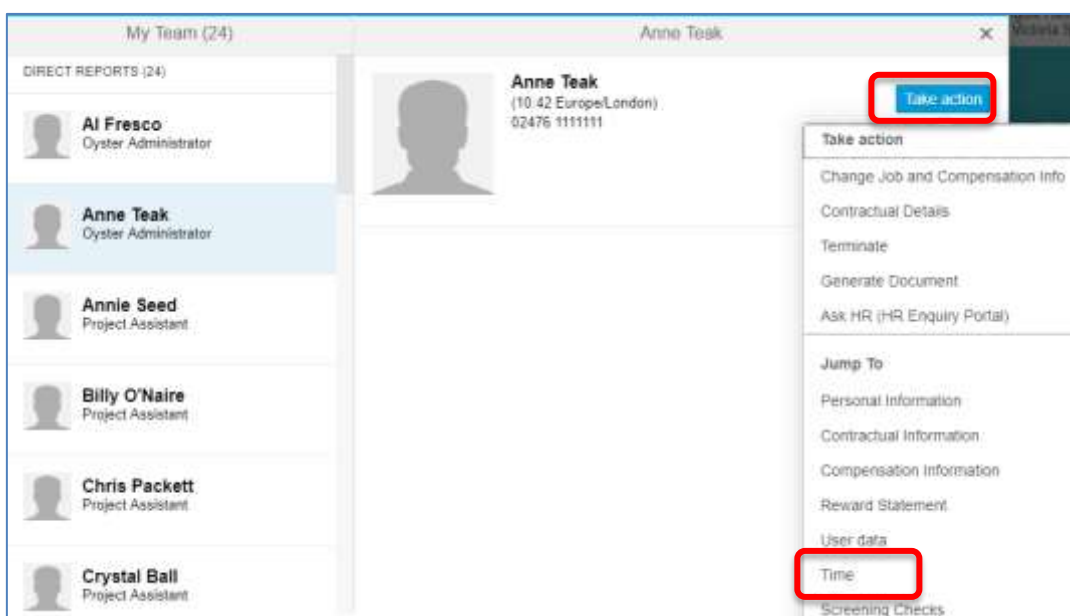 My Team (24)
DIRECT REPORTS (24)
Al Fresco
Oyster Administrator
Anne Teak
Oyster Administrator
Annie Seed
Project Assistant
Billy O'Naire
Project Assistant
Chris Packett
Project Assistant
Crystal Ball
Project Assistant
Anne Teak
Anne Teak
(10:42 Europe/London)
02476 1111111
Take action
Take action
Change Job and Compensation Info
Contractual Details
Terminate
Generate Document
Ask HR (HR Enquiry Portal)
Jump To
Personal Information
Contractual Information
Compensation Information
Reward Statement
User data
Time
Screening Checks
Victoria